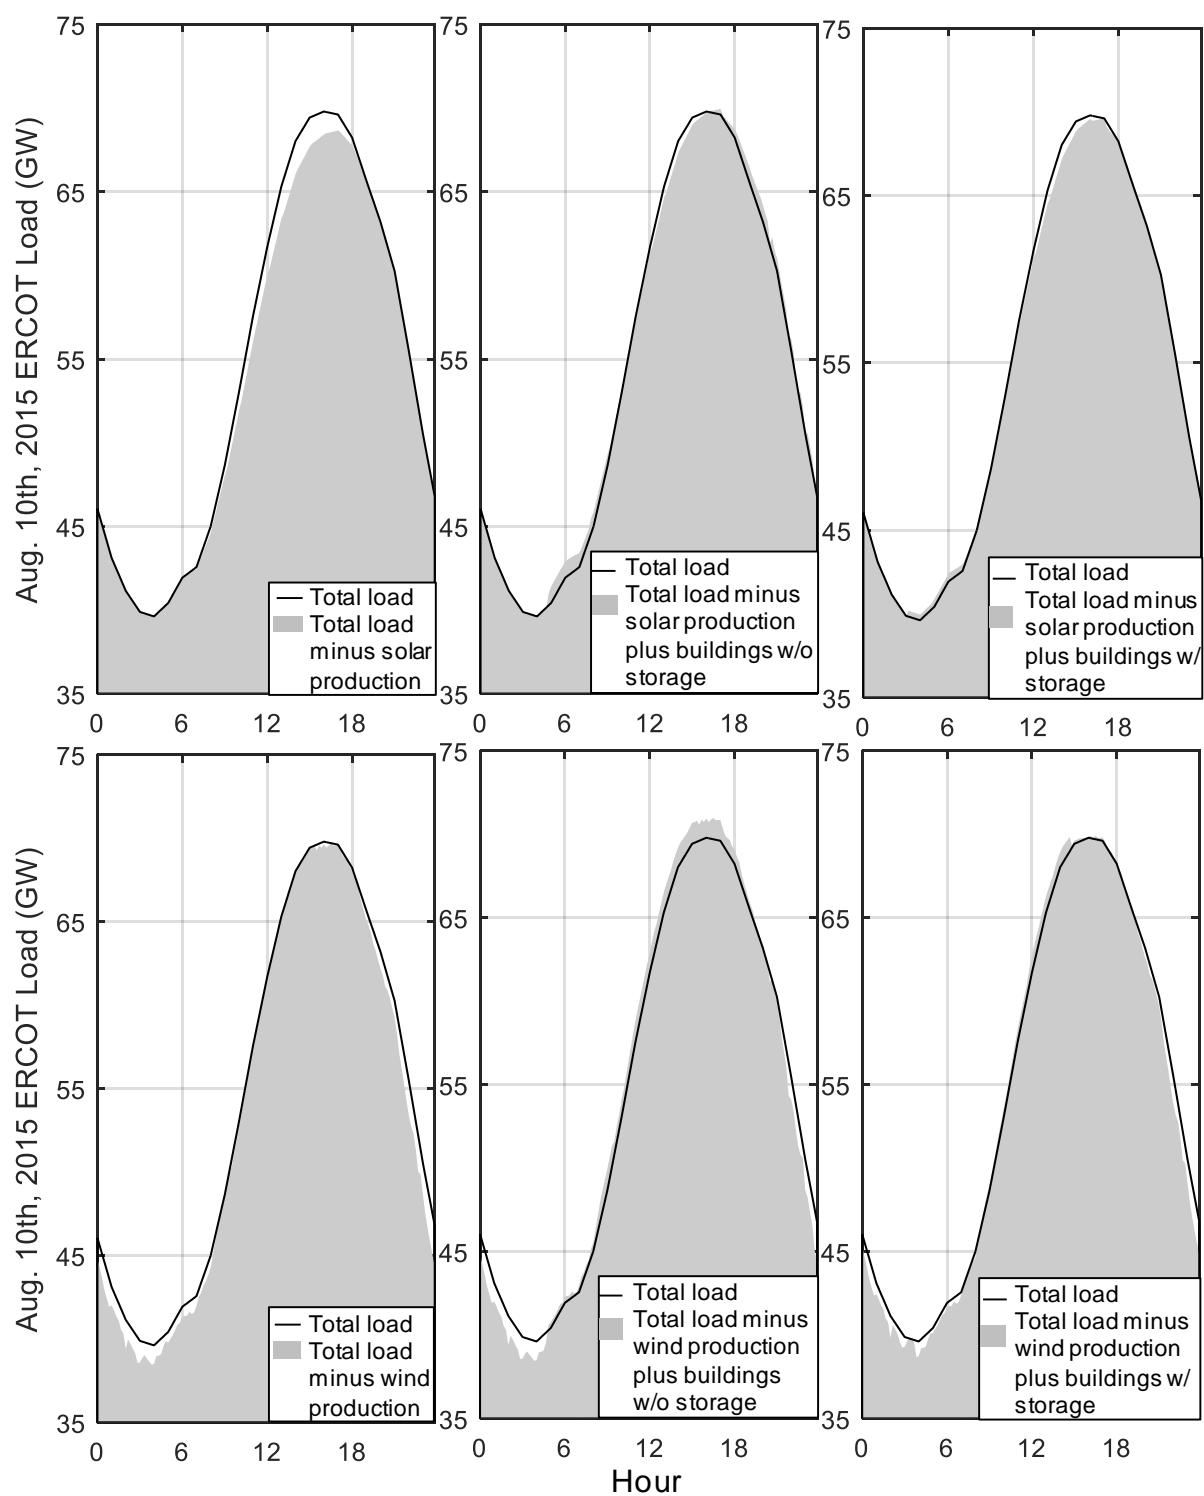 Aug. 10th, 2015 ERCOT Load (GW)
75
65
55
45
35
0 6 12 18
Total load
Total load
minus solar
production
75
65
55
45
35
0 6 12 18
Total load
Total load minus
solar production
plus buildings w/o
storage
75
65
55
45
35
0 6 12 18
Total load
Total load minus
solar production
plus buildings w/
storage
Aug. 10th, 2015 ERCOT Load (GW)
75
65
55
45
35
0 6 12 18
Total load
Total load
minus wind
production
75
65
55
45
35
0 6 12 18
Total load
Total load minus
wind production
plus buildings
w/o storage
75
65
55
45
35
0 6 12 18
Total load
Total load minus
wind production
plus buildings w/
storage
Hour